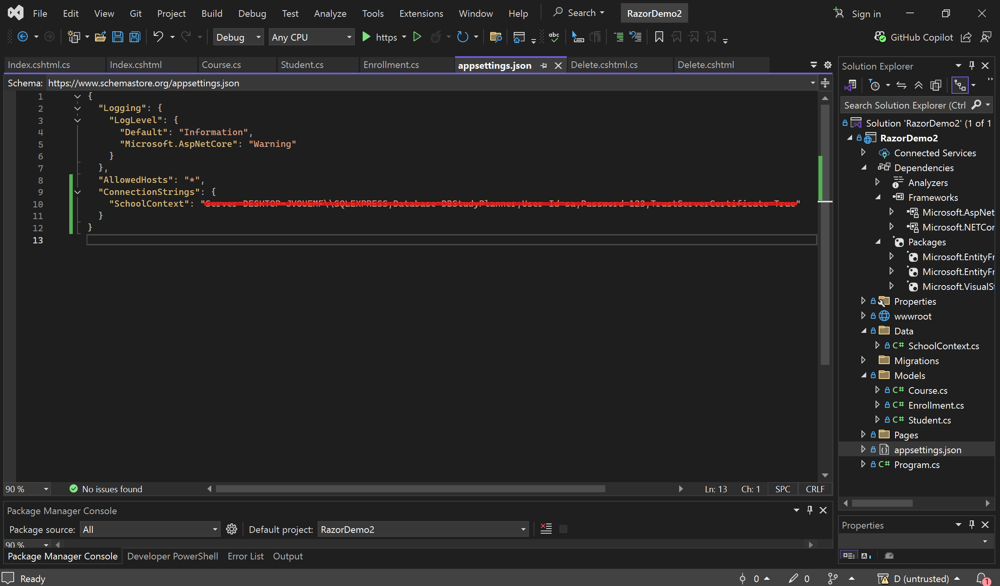 File Edit View Git Project Build Debug Test Analyze Tools Extensions Window Help Search RazorDemo2 Sign in
Debug Any CPU https abc GitHub Copilot
Index.cshtml.cs Index.cshtml Course.cs Student.cs Enrollment.cs appsettings.json Delete.cshtml.cs Delete.cshtml
Schema: https://www.schemastore.org/appsettings.json
1 {
2 "Logging": {
3 "LogLevel": {
4 "Default": "Information",
5 "Microsoft.AspNetCore": "Warning"
6 }
7 },
8 "AllowedHosts": "*",
9 "ConnectionStrings": {
10 "SchoolContext": " "
11 }
12 }
13
90 % No issues found Ln: 13 Ch: 1 SPC CRLF
Package Manager Console
Package source: All Default project: RazorDemo2
90 %
Package Manager Console Developer PowerShell Error List Output
Solution Explorer
Search Solution Explorer (Ctrl
Solution 'RazorDemo2' (1 of 1
RazorDemo2
Connected Services
Dependencies
Analyzers
Frameworks
Microsoft.AspNet
Microsoft.NETCor
Packages
Microsoft.EntityFr
Microsoft.EntityFr
Microsoft.VisualSt
Properties
wwwroot
Data
C# SchoolContext.cs
Migrations
Models
C# Course.cs
C# Enrollment.cs
C# Student.cs
Pages
appsettings.json
C# Program.cs
Properties
Ready 0 0 D (untrusted) 1